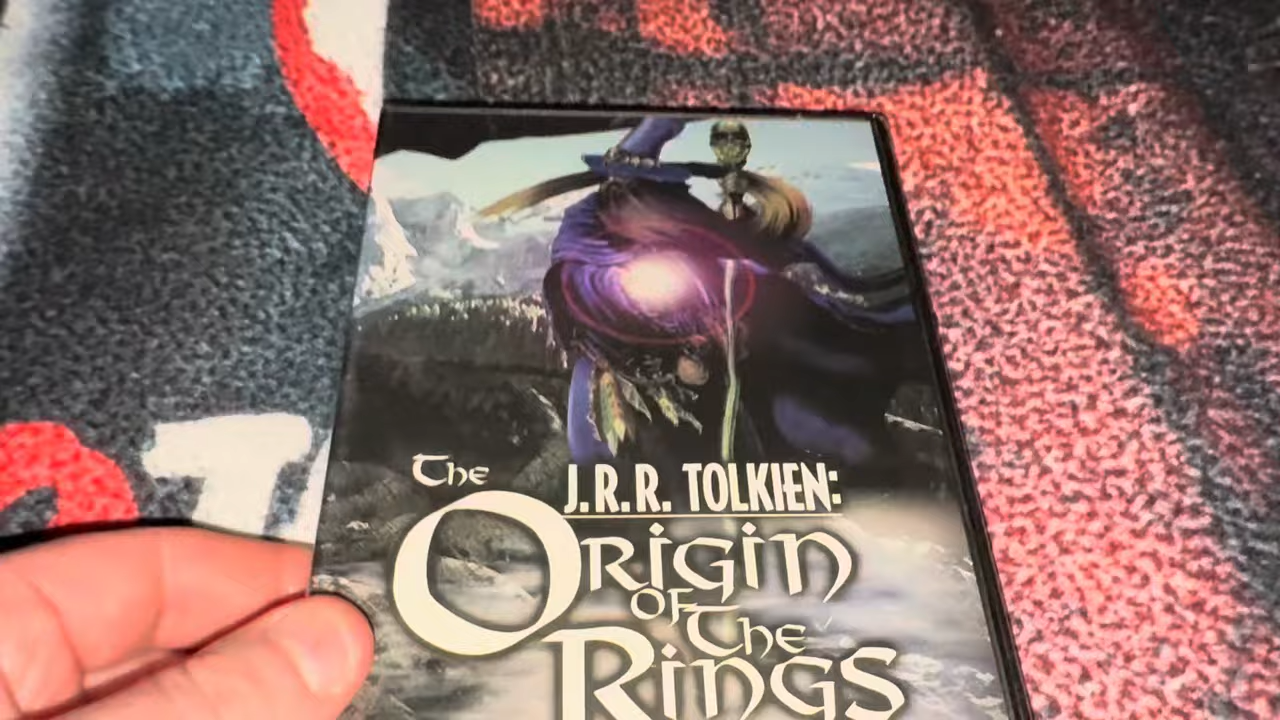 J.R.R. TOLKIEN:
The
Origin
of
The
Rings
T